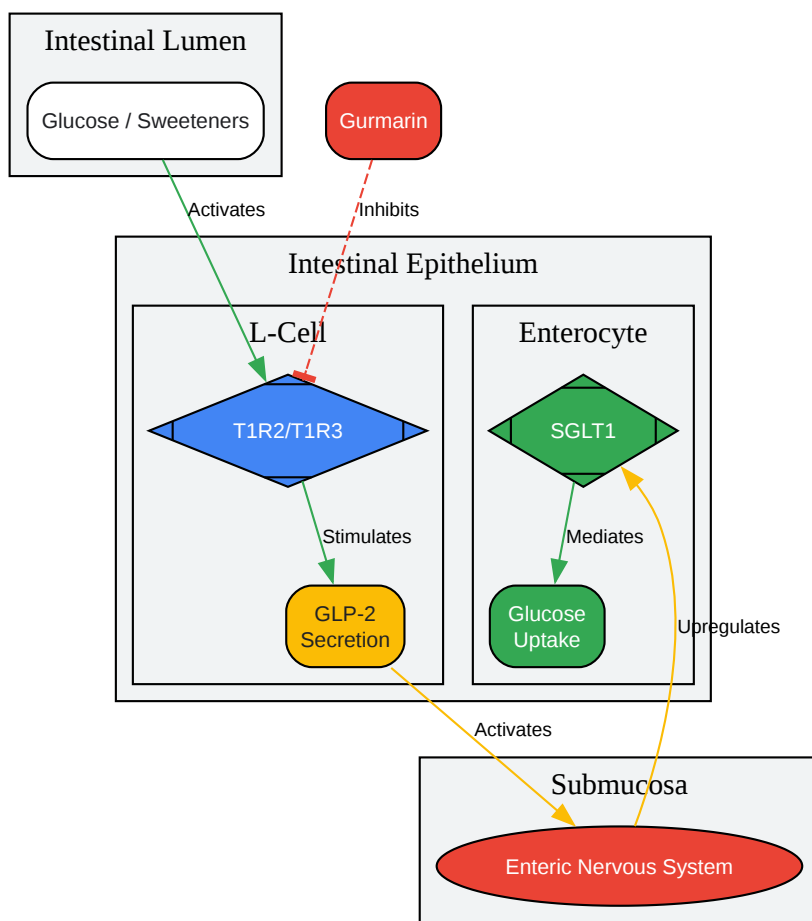 Intestinal Lumen
Glucose / Sweeteners
Gurmarin
Activates
Inhibits
Intestinal Epithelium
L-Cell
Enterocyte
T1R2/T1R3
SGLT1
Stimulates
Mediates
GLP-2
Secretion
Glucose
Uptake
Upregulates
Activates
Submucosa
Enteric Nervous System